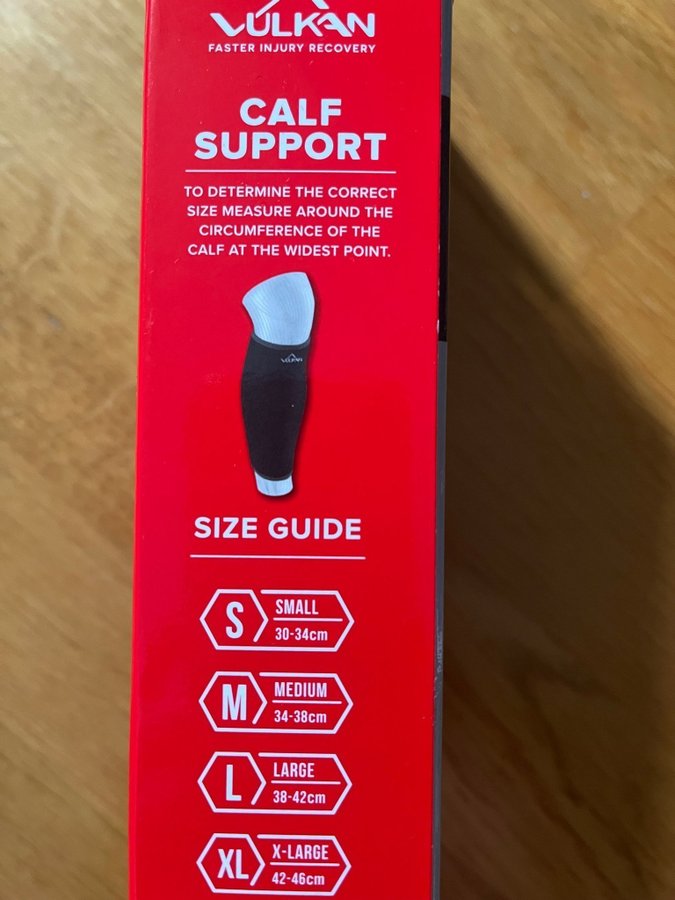 VULKAN
FASTER INJURY RECOVERY
CALF
SUPPORT
TO DETERMINE THE CORRECT
SIZE MEASURE AROUND THE
CIRCUMFERENCE OF THE
CALF AT THE WIDEST POINT.
VULKAN
SIZE GUIDE
S SMALL
30-34cm
M MEDIUM
34-38cm
L LARGE
38-42cm
XL X-LARGE
42-46cm